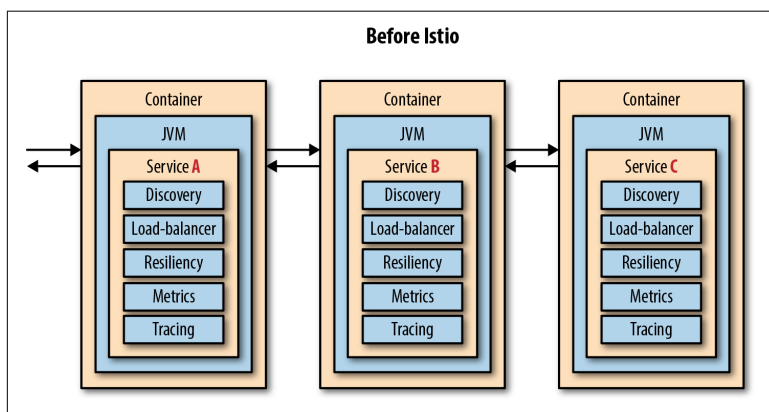 Before Istio
Container
JVM
Service A
Discovery
Load-balancer
Resiliency
Metrics
Tracing
Container
JVM
Service B
Discovery
Load-balancer
Resiliency
Metrics
Tracing
Container
JVM
Service C
Discovery
Load-balancer
Resiliency
Metrics
Tracing